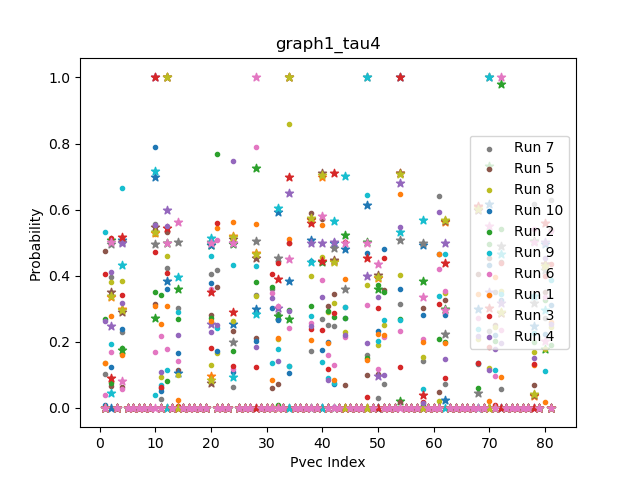 graph1_tau4
Probability
1.0
0.8
0.6
0.4
0.2
0.0
Run 7
Run 5
Run 8
Run 10
Run 2
Run 9
Run 6
Run 1
Run 3
Run 4
0 10 20 30 40 50 60 70 80
Pvec Index